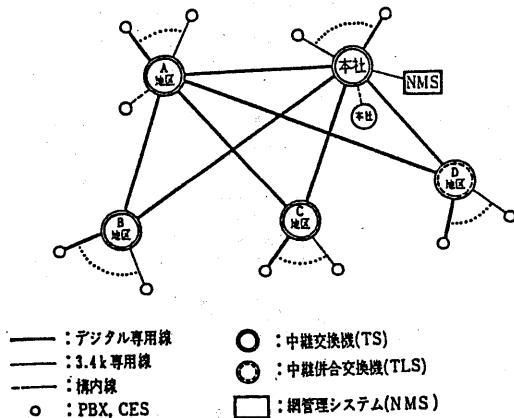 A
地区
本社
NMS
本社
D
地区
B
地区
C
地区
:デジタル専用線
:3.4k専用線
:構内線
:PBX, CES
:中継交換機(TS)
:中継併合交換機(TLS)
:網管理システム(NMS)